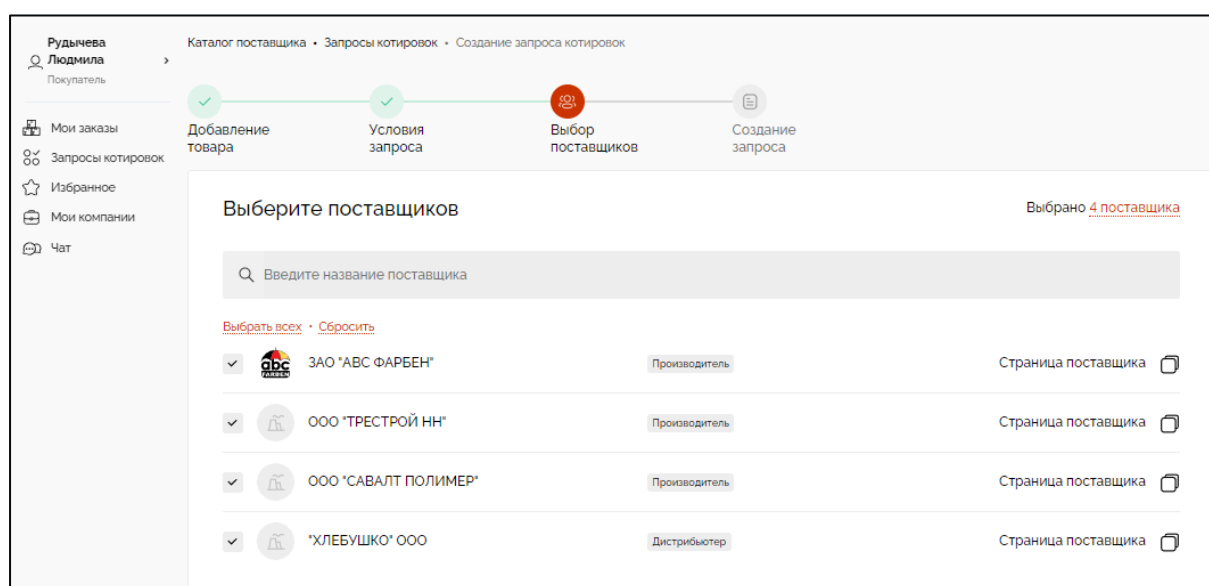 Рудычева
Людмила
Покупатель
Мои заказы
Запросы котировок
Избранное
Мои компании
Чат
Каталог поставщика • Запросы котировок • Создание запроса котировок
Добавление
товара
Условия
запроса
Выбор
поставщиков
Создание
запроса
Выберите поставщиков
Выбрано 4 поставщика
Введите название поставщика
Выбрать всех • Сбросить
abc
FARBEN
ЗАО "АВС ФАРБЕН"
Производитель
Страница поставщика
ООО "ТРЕСТРОЙ НН"
Производитель
Страница поставщика
ООО "САВАЛТ ПОЛИМЕР"
Производитель
Страница поставщика
"ХЛЕБУШКО" ООО
Дистрибьютер
Страница поставщика